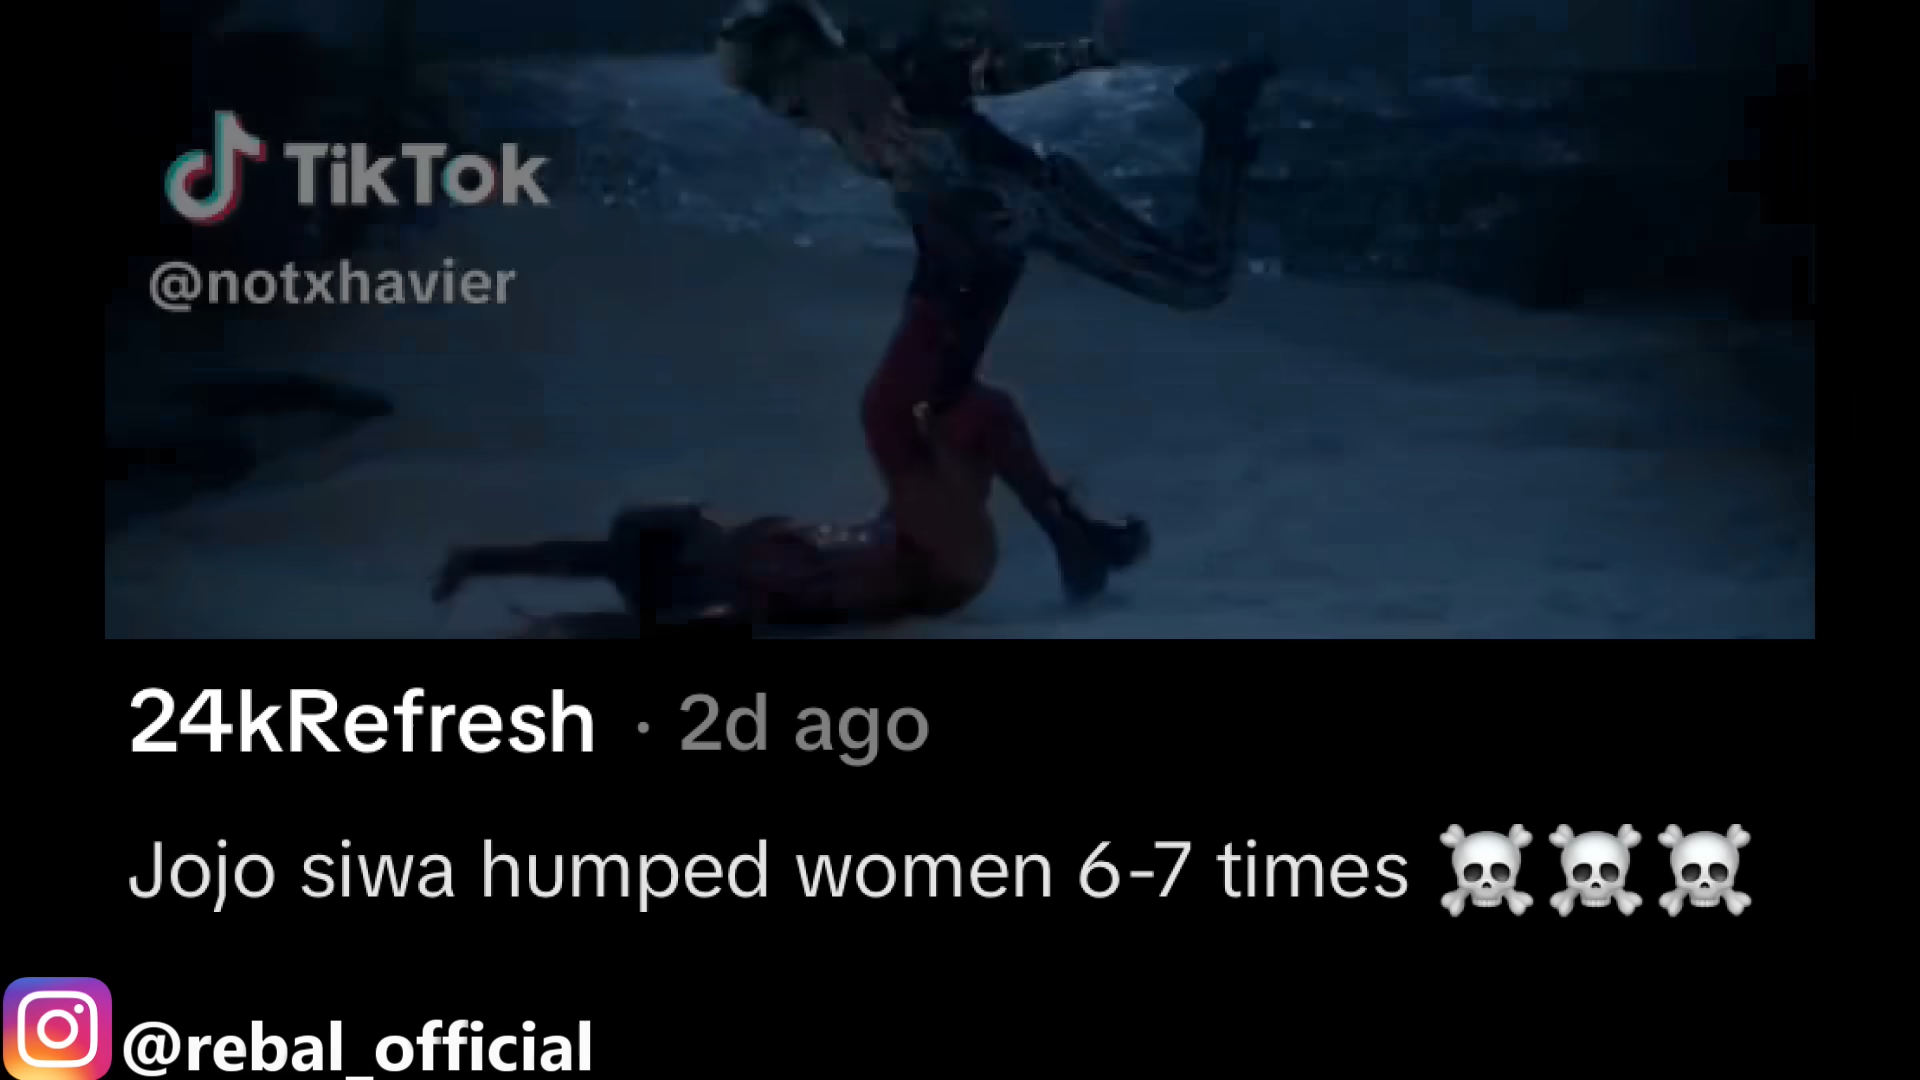 TikTok
@notxhavier
24kRefresh · 2d ago
Jojo siwa humped women 6-7 times ☠️☠️☠️
@rebal_official